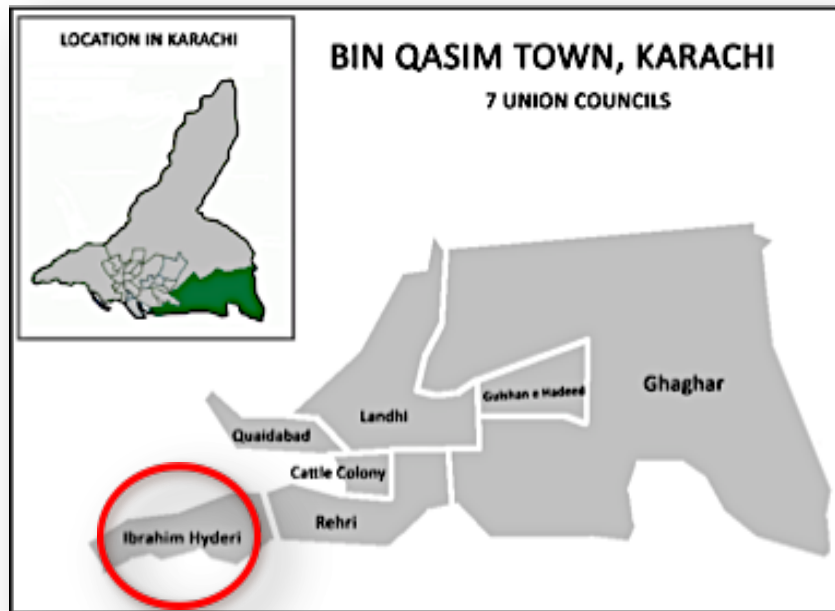 LOCATION IN KARACHI
BIN QASIM TOWN, KARACHI
7 UNION COUNCILS
Ghaghar
Gulshan e Hadeed
Landhi
Quaidabad
Cattle Colony
Rehri
Ibrahim Hyderi